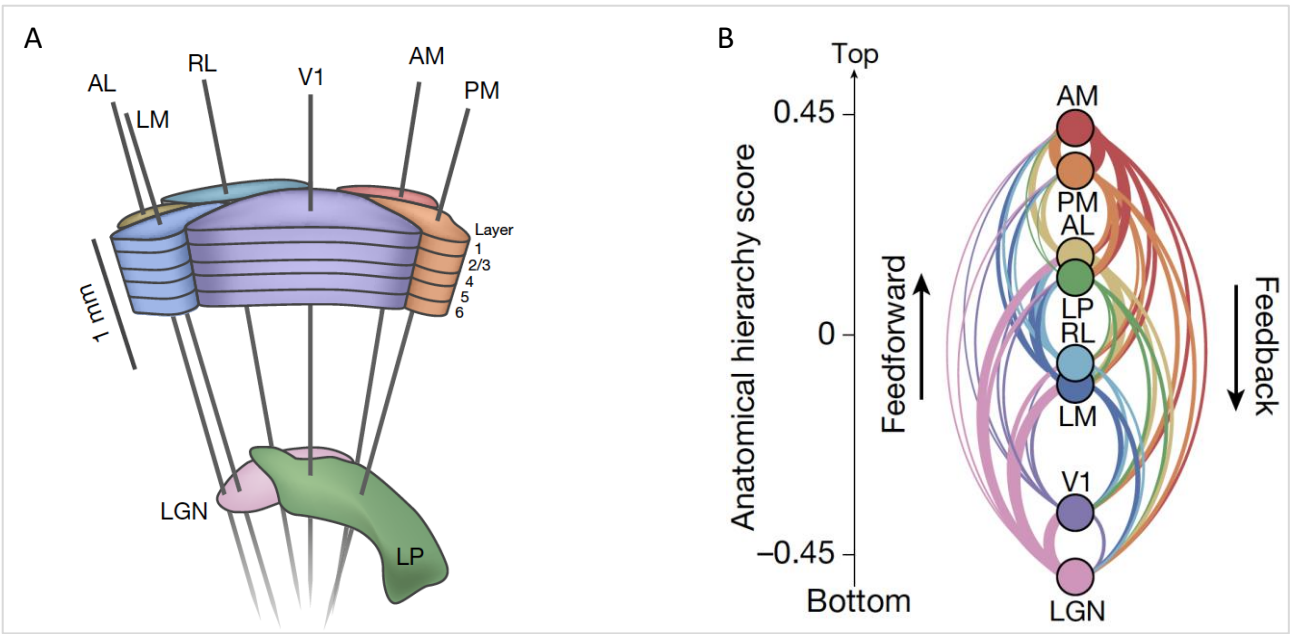 A
AL
LM
RL
V1
AM
PM
Layer
1
2/3
4
5
6
1 mm
LGN
LP
B
Top
0.45
0
−0.45
Bottom
Anatomical hierarchy score
Feedforward
AM
PM
AL
LP
RL
LM
V1
LGN
Feedback